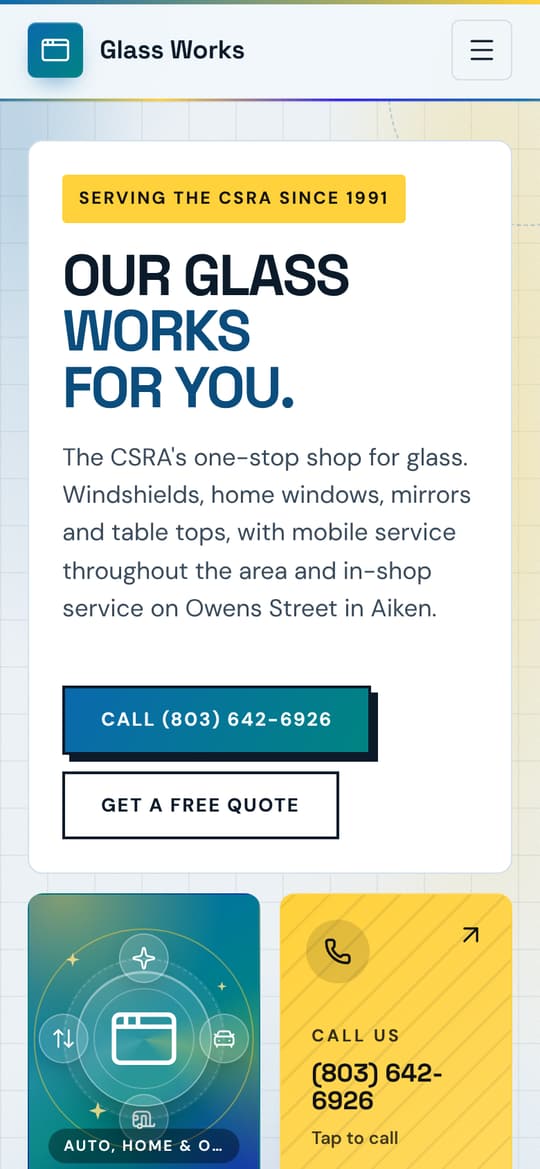 Glass Works
SERVING THE CSRA SINCE 1991
OUR GLASS
WORKS
FOR YOU.
The CSRA's one-stop shop for glass.
Windshields, home windows, mirrors
and table tops, with mobile service
throughout the area and in-shop
service on Owens Street in Aiken.
CALL (803) 642-6926
GET A FREE QUOTE
AUTO, HOME & O…
CALL US
(803) 642-
6926
Tap to call